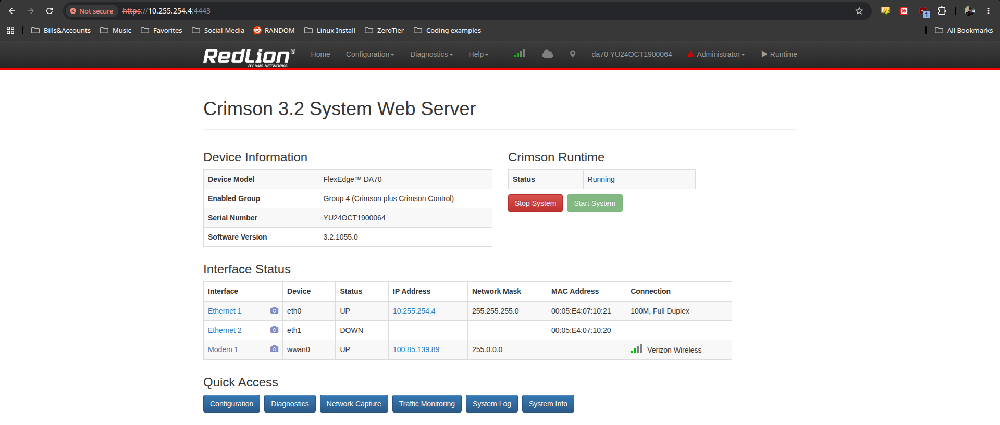 Not secure https://10.255.254.4:4443
1
Bills&Accounts Music Favorites Social-Media RANDOM Linux Install ZeroTier Coding examples All Bookmarks
RedLion® Home Configuration Diagnostics Help da70 YU24OCT1900064 Administrator Runtime
BY HMS NETWORKS
Crimson 3.2 System Web Server
Device Information
Device Model FlexEdge™ DA70
Enabled Group Group 4 (Crimson plus Crimson Control)
Serial Number YU24OCT1900064
Software Version 3.2.1055.0
Crimson Runtime
Status Running
Stop System Start System
Interface Status
Interface Device Status IP Address Network Mask MAC Address Connection
Ethernet 1 eth0 UP 10.255.254.4 255.255.255.0 00:05:E4:07:10:21 100M, Full Duplex
Ethernet 2 eth1 DOWN 00:05:E4:07:10:20
Modem 1 wwan0 UP 100.85.139.89 255.0.0.0 Verizon Wireless
Quick Access
Configuration Diagnostics Network Capture Traffic Monitoring System Log System Info